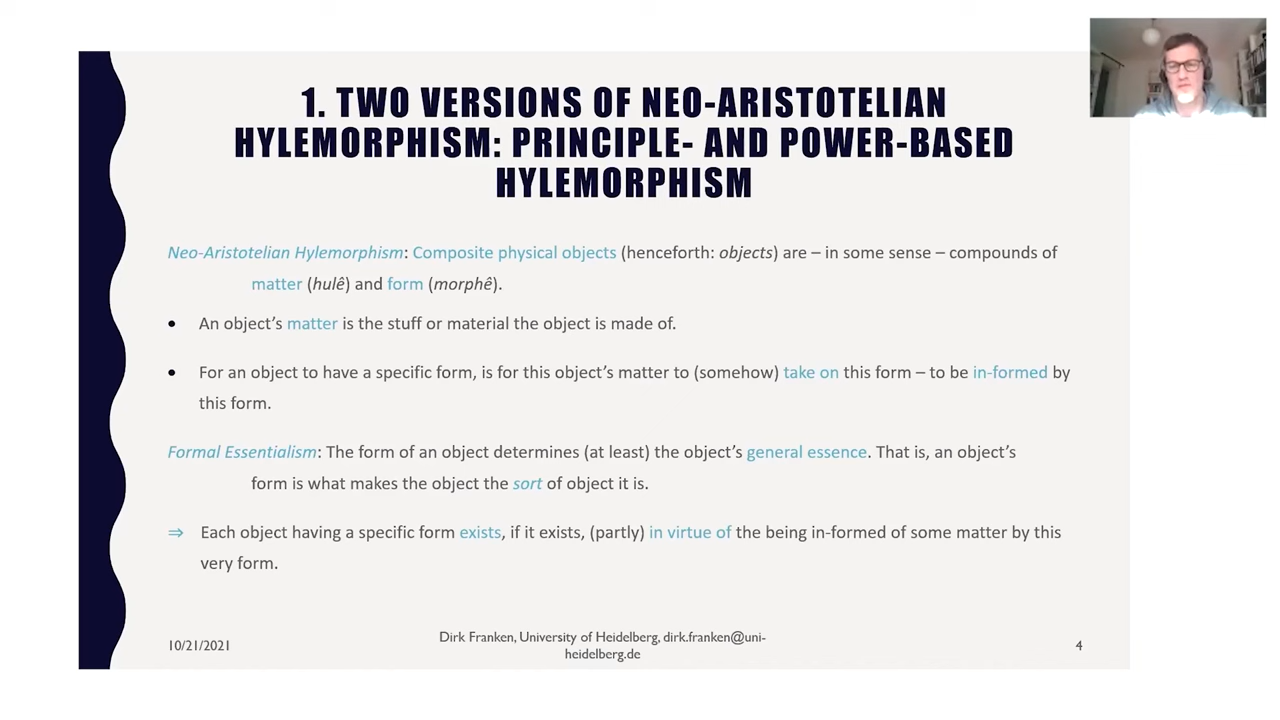 1. TWO VERSIONS OF NEO-ARISTOTELIAN
HYLEMORPHISM: PRINCIPLE- AND POWER-BASED
HYLEMORPHISM
Neo-Aristotelian Hylemorphism: Composite physical objects (henceforth: objects) are – in some sense – compounds of
matter (hulê) and form (morphê).
• An object’s matter is the stuff or material the object is made of.
• For an object to have a specific form, is for this object’s matter to (somehow) take on this form – to be in-formed by
this form.
Formal Essentialism: The form of an object determines (at least) the object’s general essence. That is, an object’s
form is what makes the object the sort of object it is.
⇒ Each object having a specific form exists, if it exists, (partly) in virtue of the being in-formed of some matter by this
very form.
10/21/2021
Dirk Franken, University of Heidelberg, dirk.franken@uni-
heidelberg.de
4